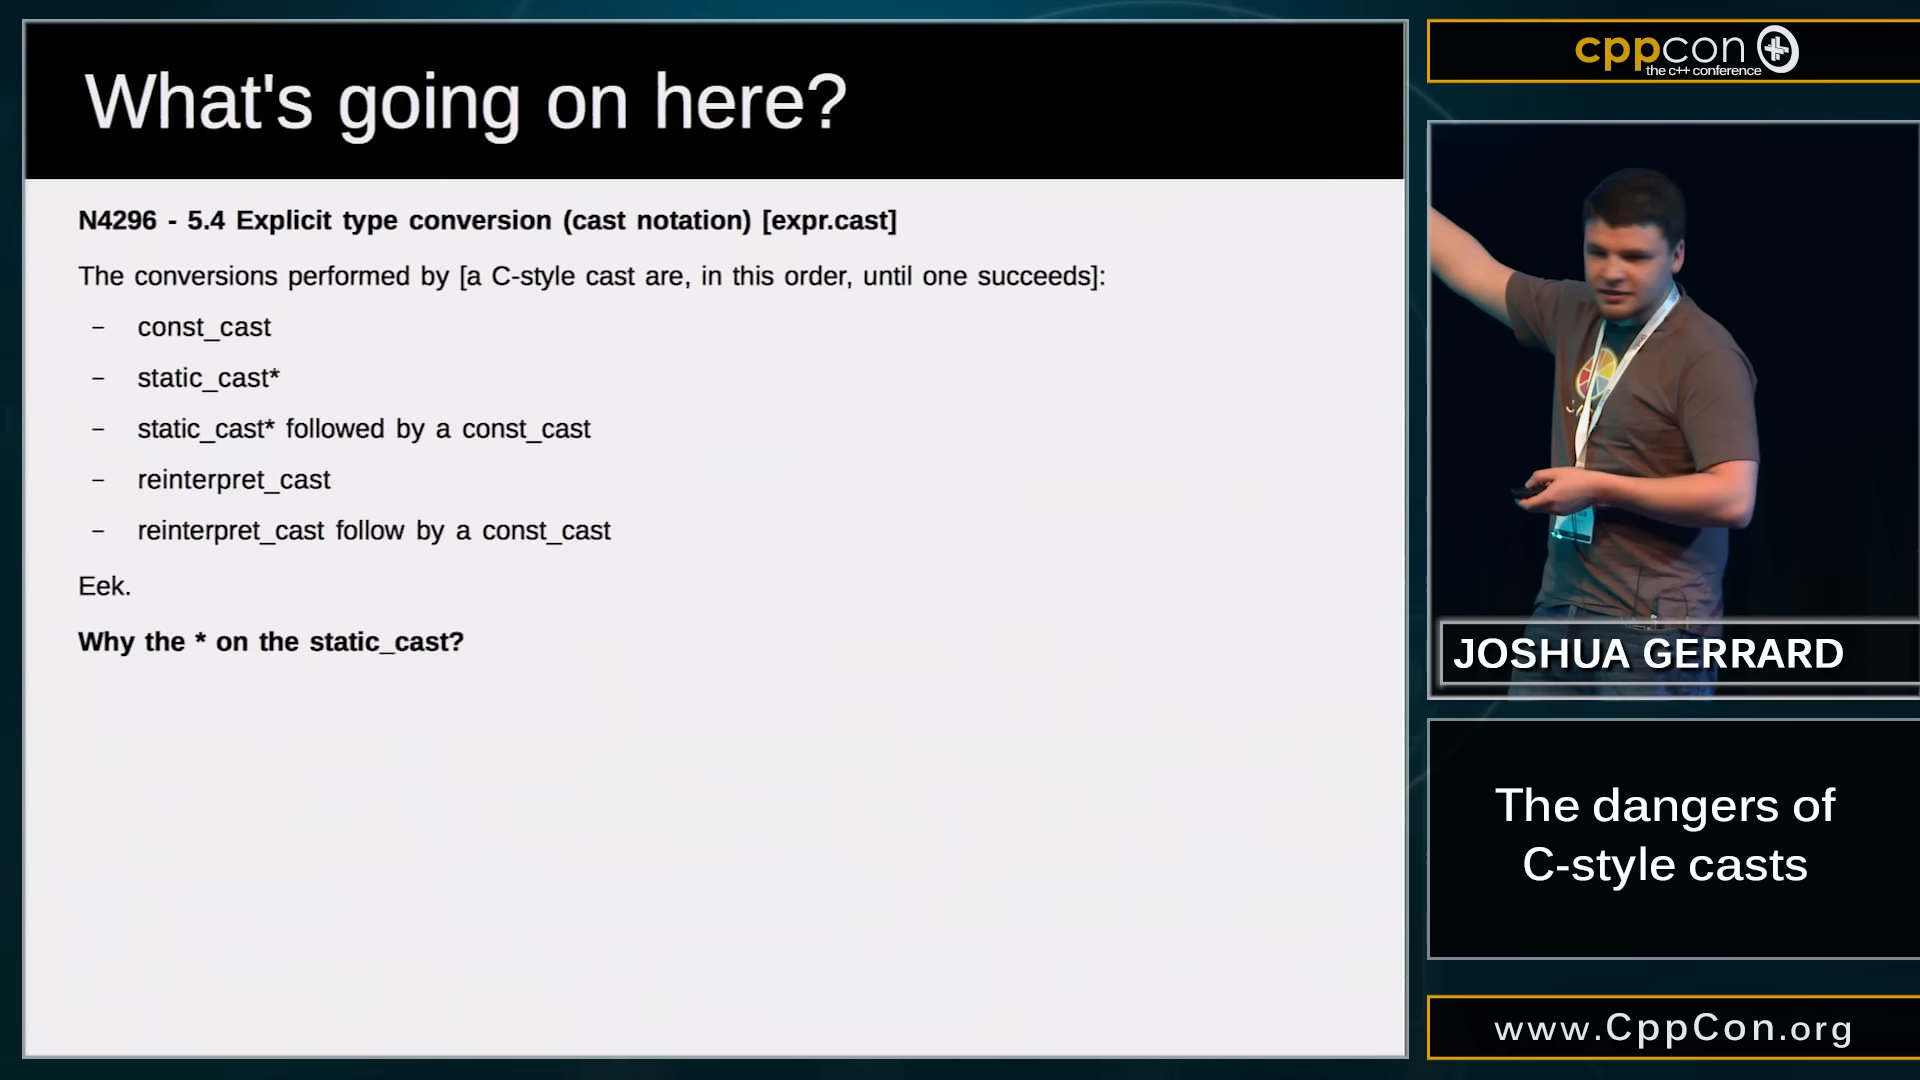 What's going on here?
N4296 - 5.4 Explicit type conversion (cast notation) [expr.cast]
The conversions performed by [a C-style cast are, in this order, until one succeeds]:
– const_cast
– static_cast*
– static_cast* followed by a const_cast
– reinterpret_cast
– reinterpret_cast follow by a const_cast
Eek.
Why the * on the static_cast?
cppcon
the c++ conference
JOSHUA GERRARD
The dangers of
C-style casts
www.CppCon.org